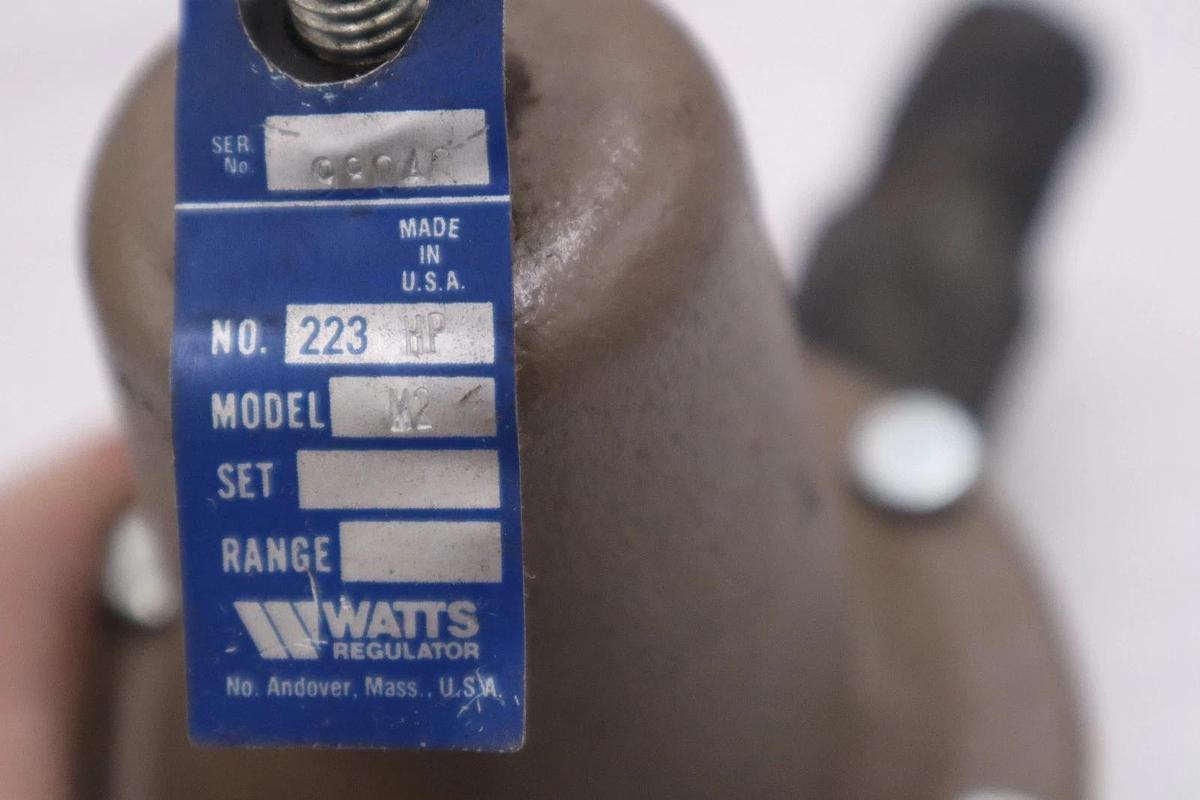 SER.
No.
MADE
IN
U.S.A.
NO. 223 HP
MODEL M2
SET
RANGE
WATTS
REGULATOR
No. Andover, Mass., U.S.A.